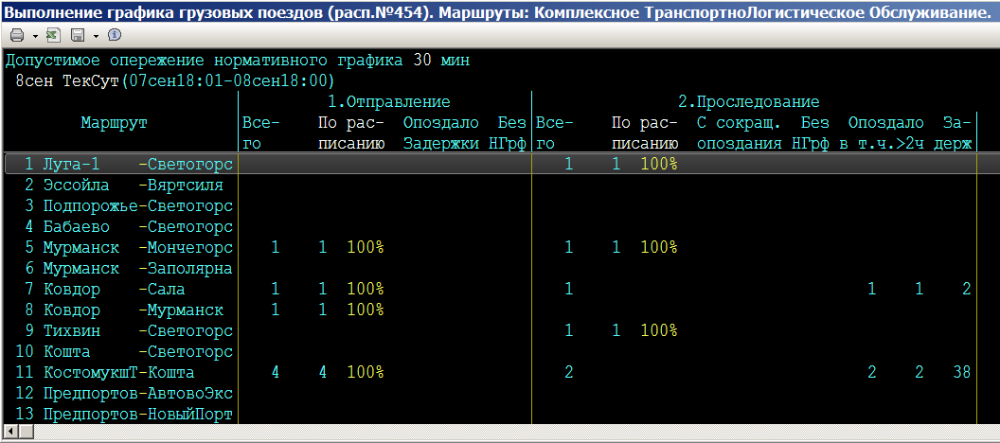 Выполнение графика грузовых поездов (расп.№454). Маршруты: Комплексное ТранспортноЛогистическое Обслуживание.
Допустимое опережение нормативного графика 30 мин
8сен ТекСут(07сен18:01-08сен18:00)
1.Отправление 2.Проследование
Маршрут Все- По рас- Опоздало Без Все- По рас- С сокращ. Без Опоздало За-
го писанию Задержки НГрф го писанию опоздания НГрф в т.ч.>2ч держ
1 Луга-1 -Светогорс 1 1 100%
2 Эссойла -Вяртсиля
3 Подпорожье-Светогорс
4 Бабаево -Светогорс
5 Мурманск -Мончегорс 1 1 100% 1 1 100%
6 Мурманск -Заполярна
7 Ковдор -Сала 1 1 100% 1 1 1 2
8 Ковдор -Мурманск 1 1 100%
9 Тихвин -Светогорс 1 1 100%
10 Кошта -Светогорс
11 КостомукшТ-Кошта 4 4 100% 2 2 2 38
12 Предпортов-АвтовоЭкс
13 Предпортов-НовыйПорт